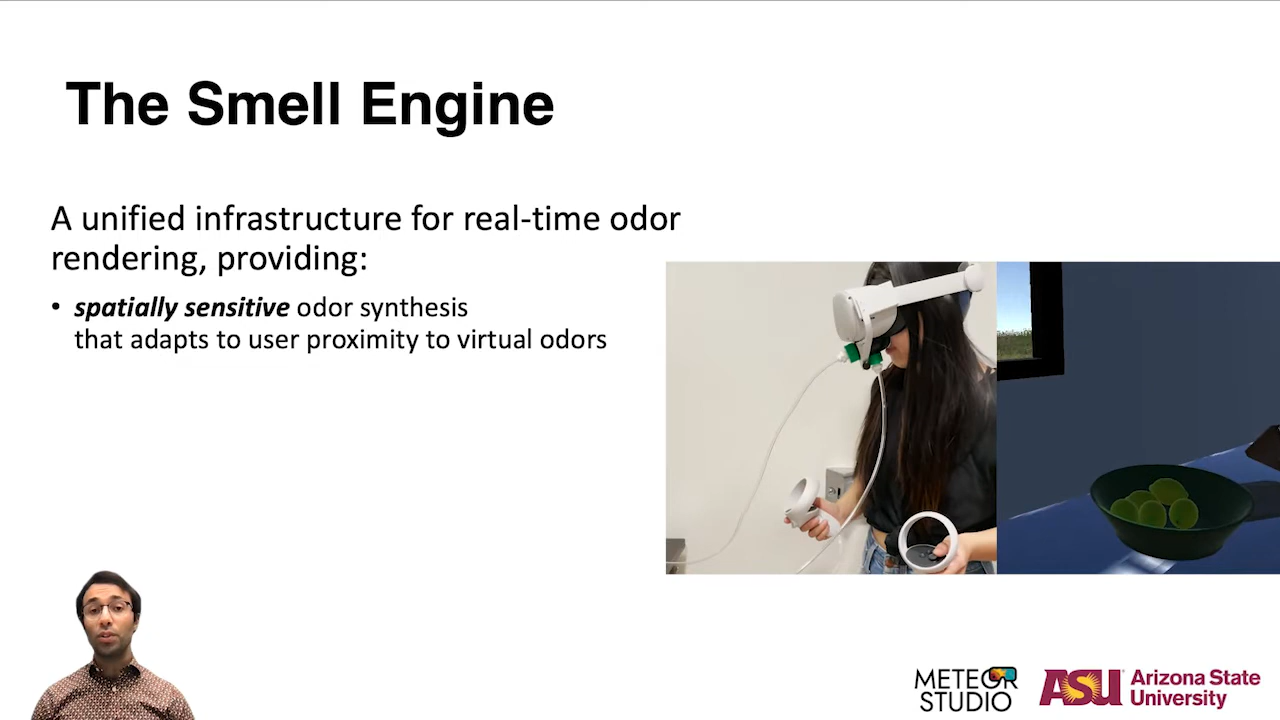 The Smell Engine
A unified infrastructure for real-time odor
rendering, providing:
• spatially sensitive odor synthesis
that adapts to user proximity to virtual odors
METEOR
STUDIO
ASU Arizona State
University